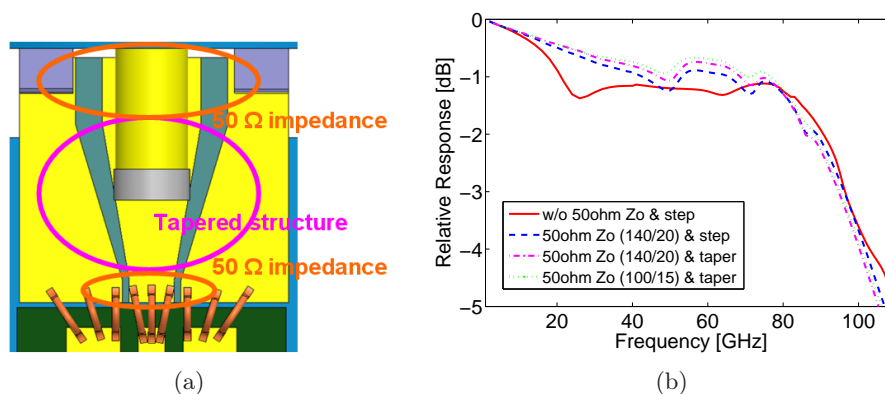 50 Ω impedance
Tapered structure
50 Ω impedance
(a)
Relative Response [dB]
0
-1
-2
-3
-4
-5
w/o 50ohm Zo & step
50ohm Zo (140/20) & step
50ohm Zo (140/20) & taper
50ohm Zo (100/15) & taper
20 40 60 80 100
Frequency [GHz]
(b)